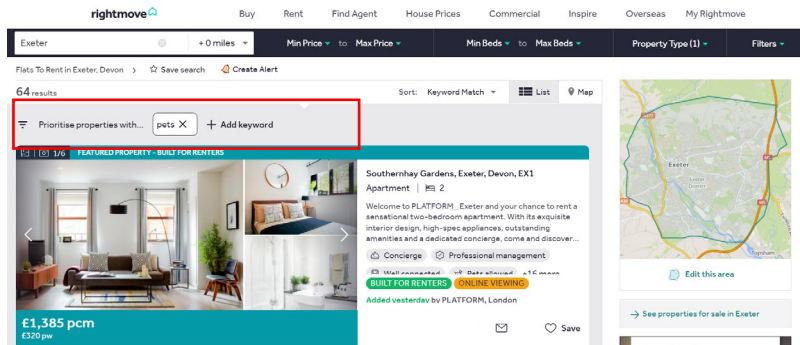 rightmove
Buy Rent Find Agent House Prices Commercial Inspire Overseas My Rightmove
Exeter + 0 miles Min Price to Max Price Min Beds to Max Beds Property Type (1) Filters
Flats To Rent in Exeter, Devon Save search Create Alert
64 results Sort: Keyword Match List Map
Prioritise properties with... pets X + Add keyword
1/6 FEATURED PROPERTY - BUILT FOR RENTERS
Southernhay Gardens, Exeter, Devon, EX1
Apartment | 2
Welcome to PLATFORM_ Exeter and your chance to rent a
sensational two-bedroom apartment. With its exquisite
interior design, high-spec appliances, outstanding
amenities and a dedicated concierge, come and discover...
Concierge Professional management
Well connected Pets allowed +16 more
BUILT FOR RENTERS ONLINE VIEWING
Added yesterday by PLATFORM, London
£1,385 pcm
£320 pw
Save
Exeter
Topsham
Edit this area
See properties for sale in Exeter